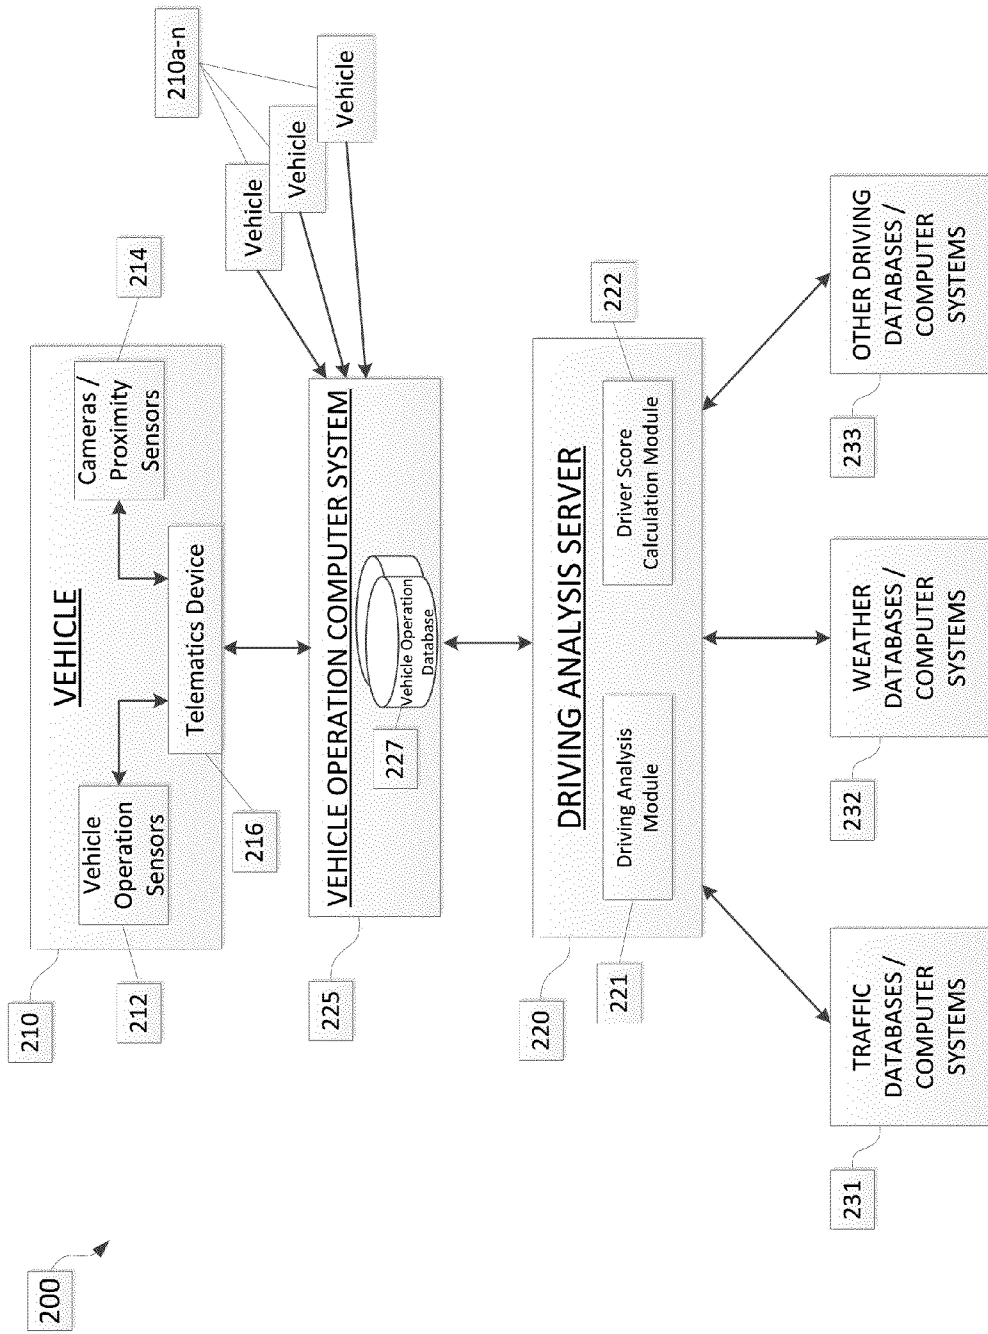 200
210
VEHICLE
212
Vehicle
Operation
Sensors
Cameras /
Proximity
Sensors
214
Telematics Device
216
210a-n
Vehicle
Vehicle
Vehicle
225
VEHICLE OPERATION COMPUTER SYSTEM
227
Vehicle Operation
Database
220
DRIVING ANALYSIS SERVER
221
Driving Analysis
Module
Driver Score
Calculation Module
222
231
TRAFFIC
DATABASES /
COMPUTER
SYSTEMS
232
WEATHER
DATABASES /
COMPUTER
SYSTEMS
233
OTHER DRIVING
DATABASES /
COMPUTER
SYSTEMS